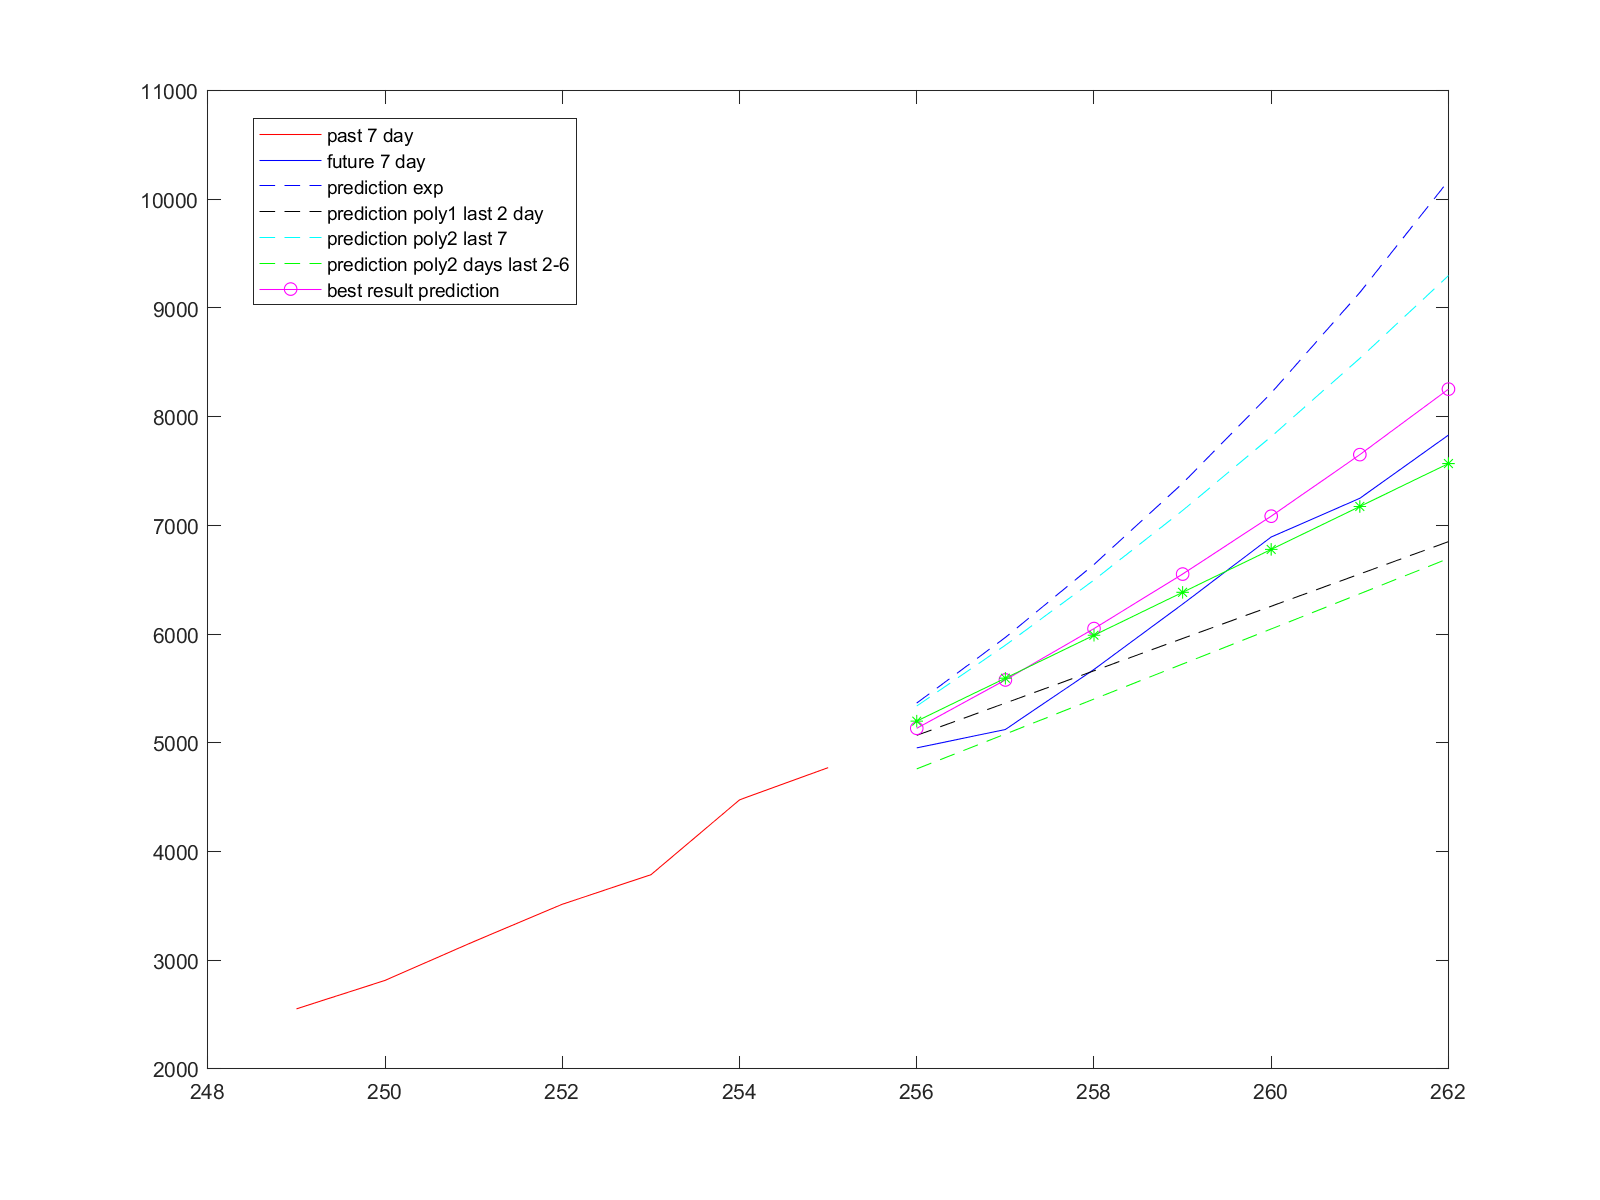 11000
10000
9000
8000
7000
6000
5000
4000
3000
2000
past 7 day
future 7 day
prediction exp
prediction poly1 last 2 day
prediction poly2 last 7
prediction poly2 days last 2-6
best result prediction
248 250 252 254 256 258 260 262